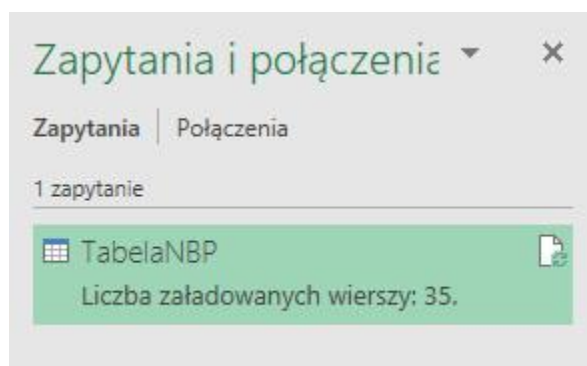 Zapytania i połączenia
Zapytania | Połączenia
1 zapytanie
TabelaNBP
Liczba załadowanych wierszy: 35.